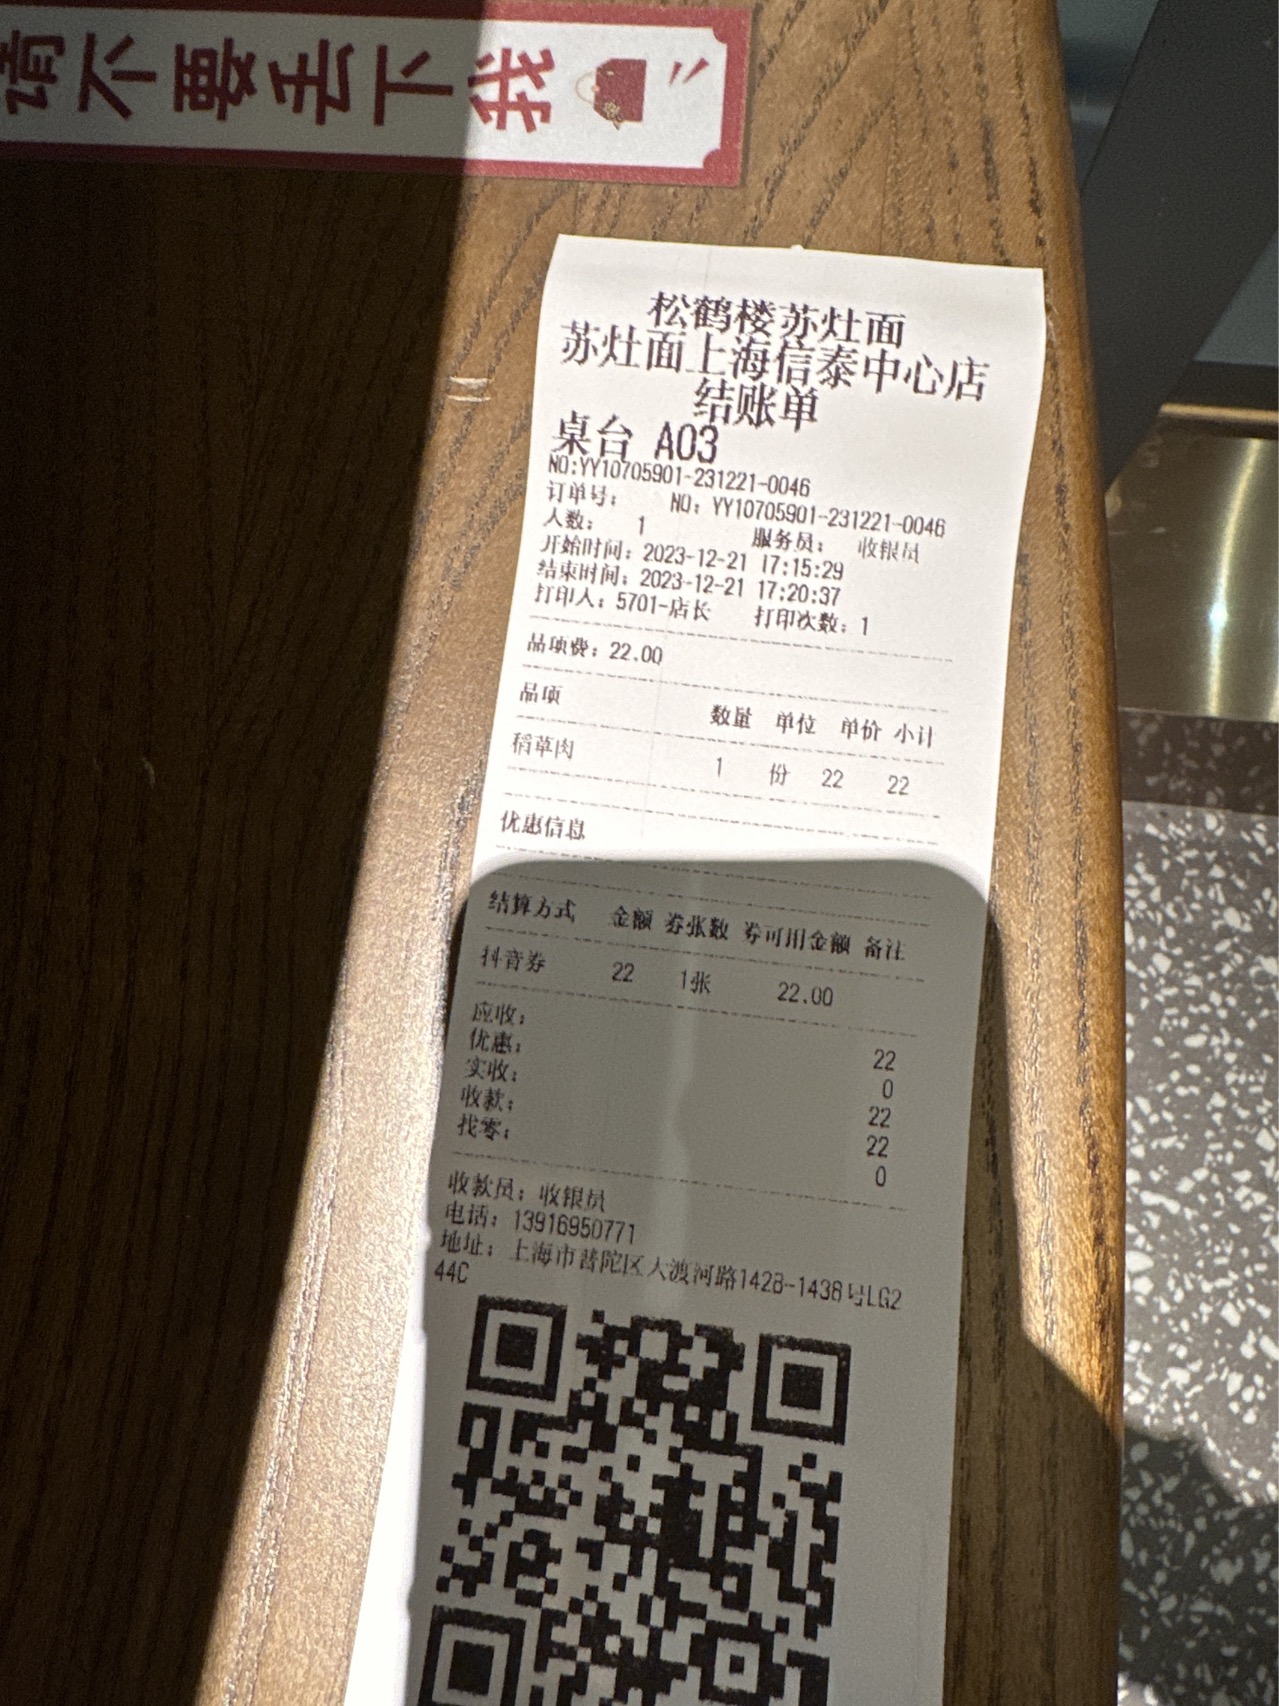 请不要丢下我
松鹤楼苏灶面
苏灶面上海信泰中心店
结账单
桌台 A03
NO:YY10705901-231221-0046
订单号： NO：YY10705901-231221-0046
人数： 1 服务员： 收银员
开始时间：2023-12-21 17:15:29
结束时间：2023-12-21 17:20:37
打印人：5701-店长 打印次数：1
品项费：22.00
品项 数量 单位 单价 小计
稻草肉 1 份 22 22
优惠信息
结算方式 金额 券张数 券可用金额 备注
抖音券 22 1张 22.00
应收： 22
优惠： 0
实收： 22
收款： 22
找零： 0
收款员：收银员
电话：13916950771
地址：上海市普陀区大渡河路1428-1438号LG2
44C